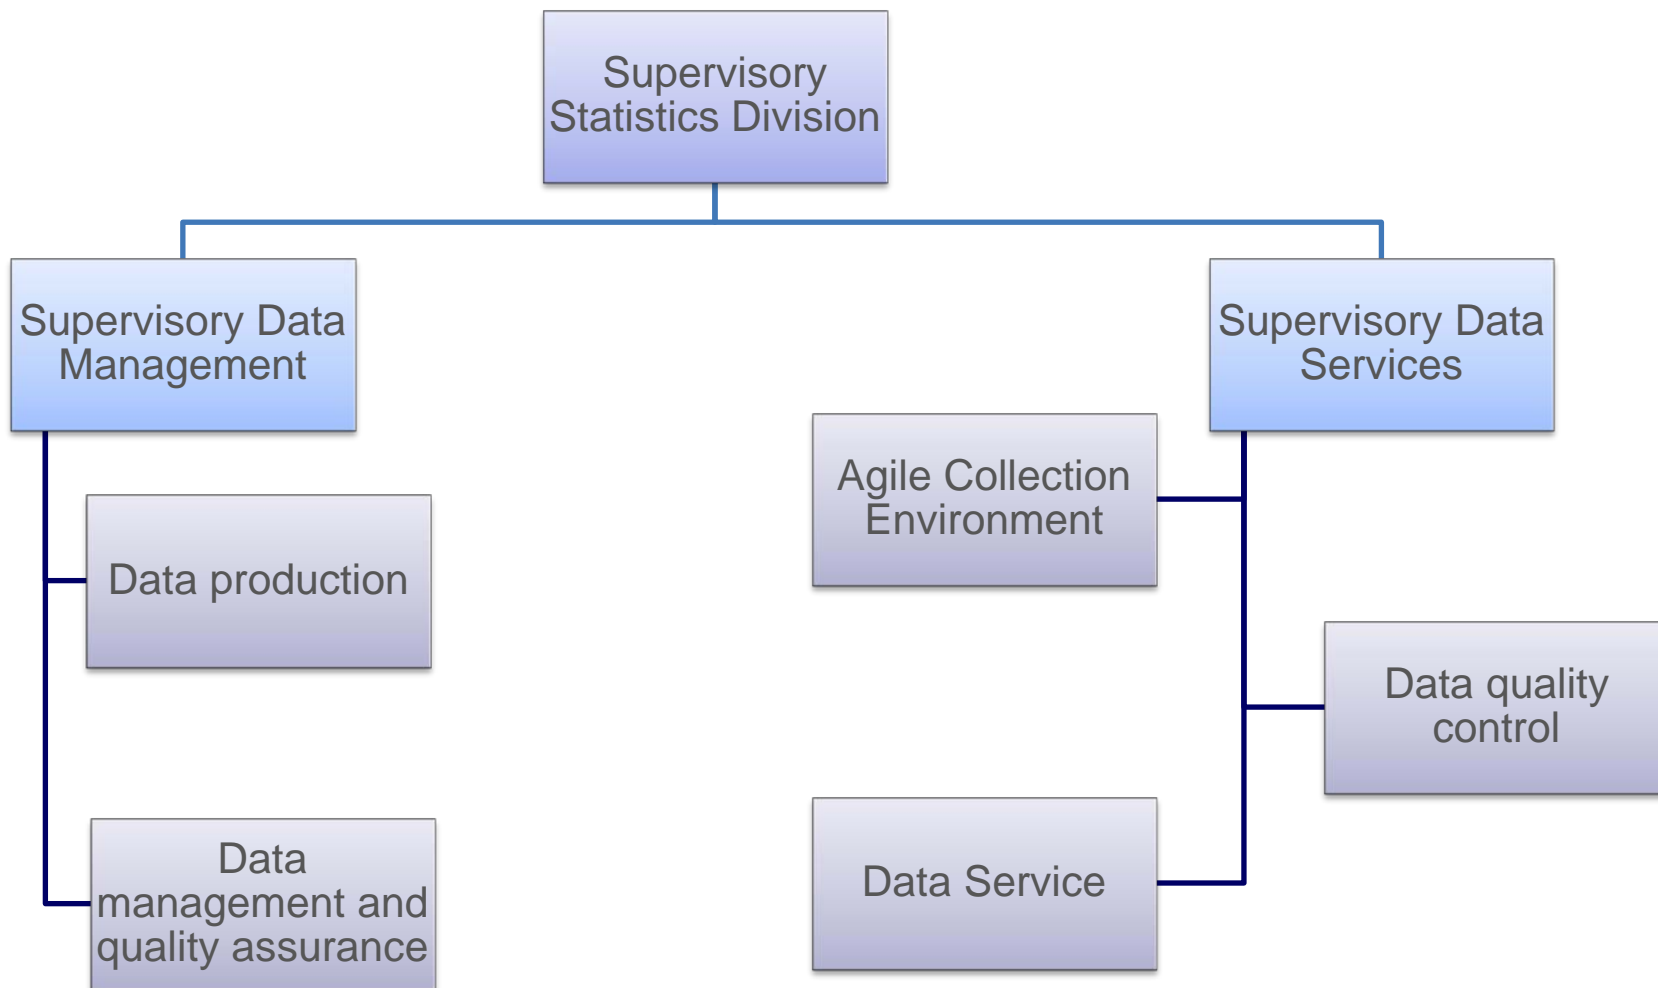 Supervisory
Statistics Division
Supervisory Data
Management
Supervisory Data
Services
Agile Collection
Environment
Data production
Data quality
control
Data
management and
quality assurance
Data Service